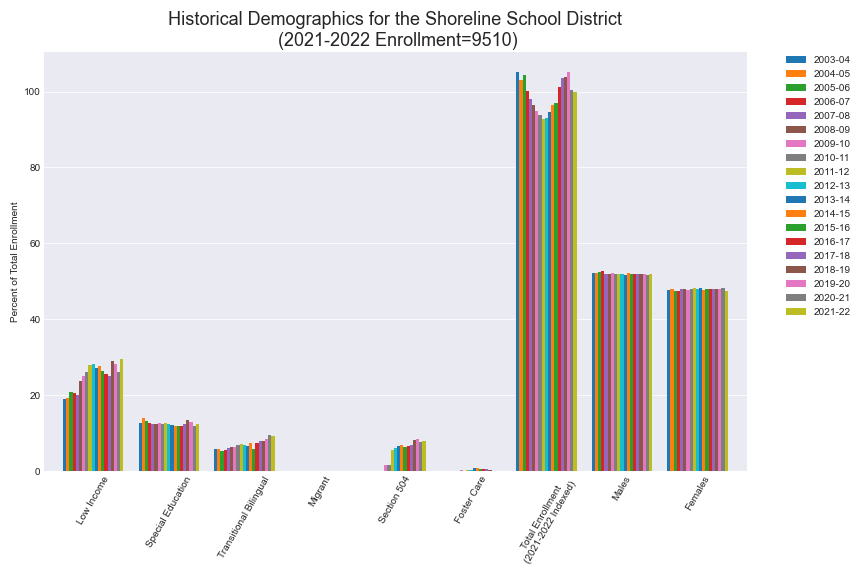 Historical Demographics for the Shoreline School District
(2021-2022 Enrollment=9510)
Percent of Total Enrollment
100
80
60
40
20
0
Low Income
Special Education
Transitional Bilingual
Migrant
Section 504
Foster Care
Total Enrollment
(2021-2022 Indexed)
Males
Females
2003-04
2004-05
2005-06
2006-07
2007-08
2008-09
2009-10
2010-11
2011-12
2012-13
2013-14
2014-15
2015-16
2016-17
2017-18
2018-19
2019-20
2020-21
2021-22